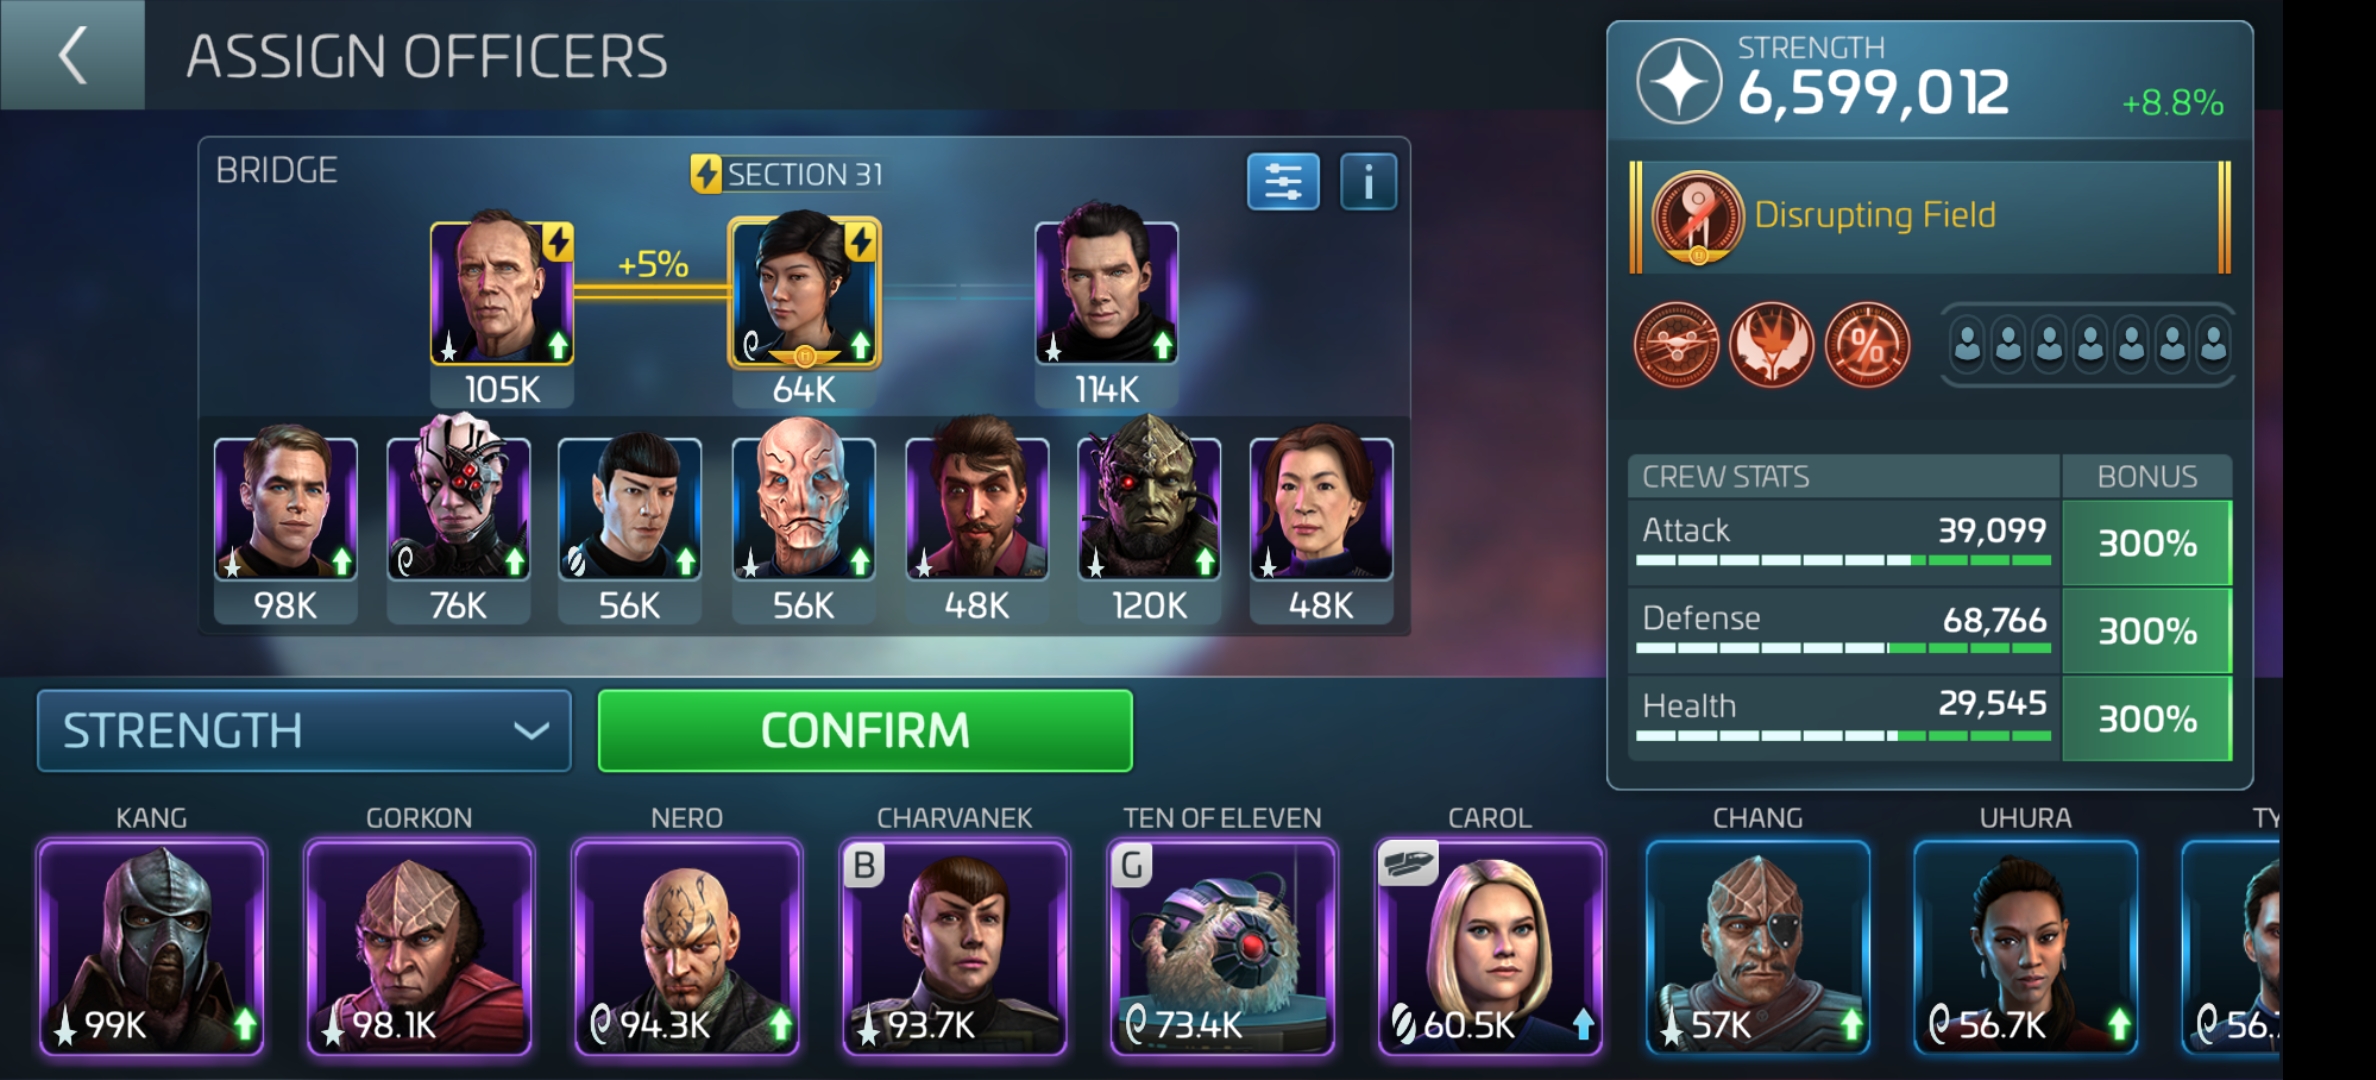 ASSIGN OFFICERS
STRENGTH
6,599,012
+8.8%
BRIDGE
SECTION 31
i
Disrupting Field
+5%
105K
64K
114K
%
98K
76K
56K
56K
48K
120K
48K
CREW STATS
BONUS
Attack
39,099
300%
Defense
68,766
300%
Health
29,545
300%
STRENGTH
CONFIRM
KANG
GORKON
NERO
CHARVANEK
TEN OF ELEVEN
CAROL
CHANG
UHURA
TY
B
G
99K
98.1K
94.3K
93.7K
73.4K
60.5K
57K
56.7K
56.